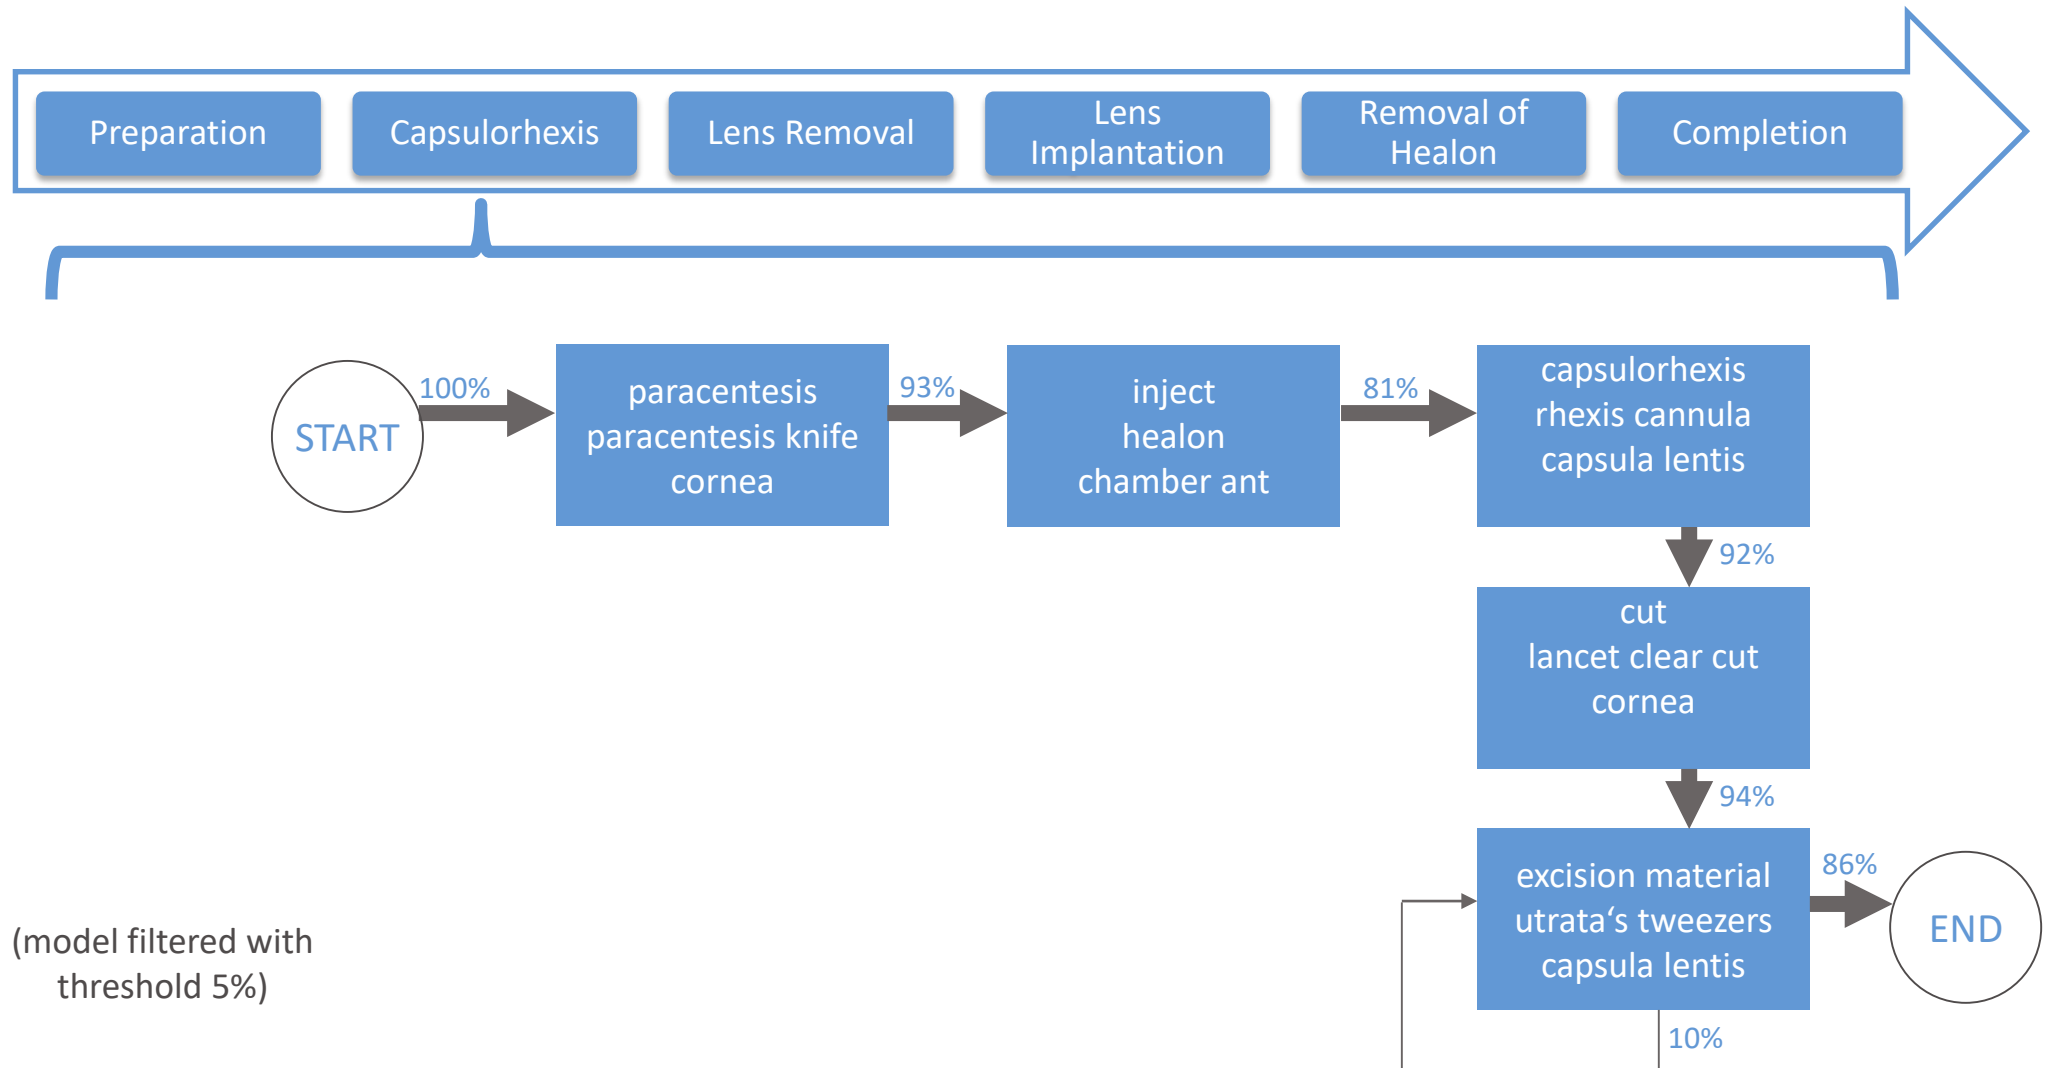 Preparation
Capsulorhexis
Lens Removal
Lens
Implantation
Removal of
Healon
Completion
START
100%
paracentesis
paracentesis knife
cornea
93%
inject
healon
chamber ant
81%
capsulorhexis
rhexis cannula
capsula lentis
92%
cut
lancet clear cut
cornea
94%
excision material
utrata‘s tweezers
capsula lentis
86%
END
10%
(model filtered with
threshold 5%)